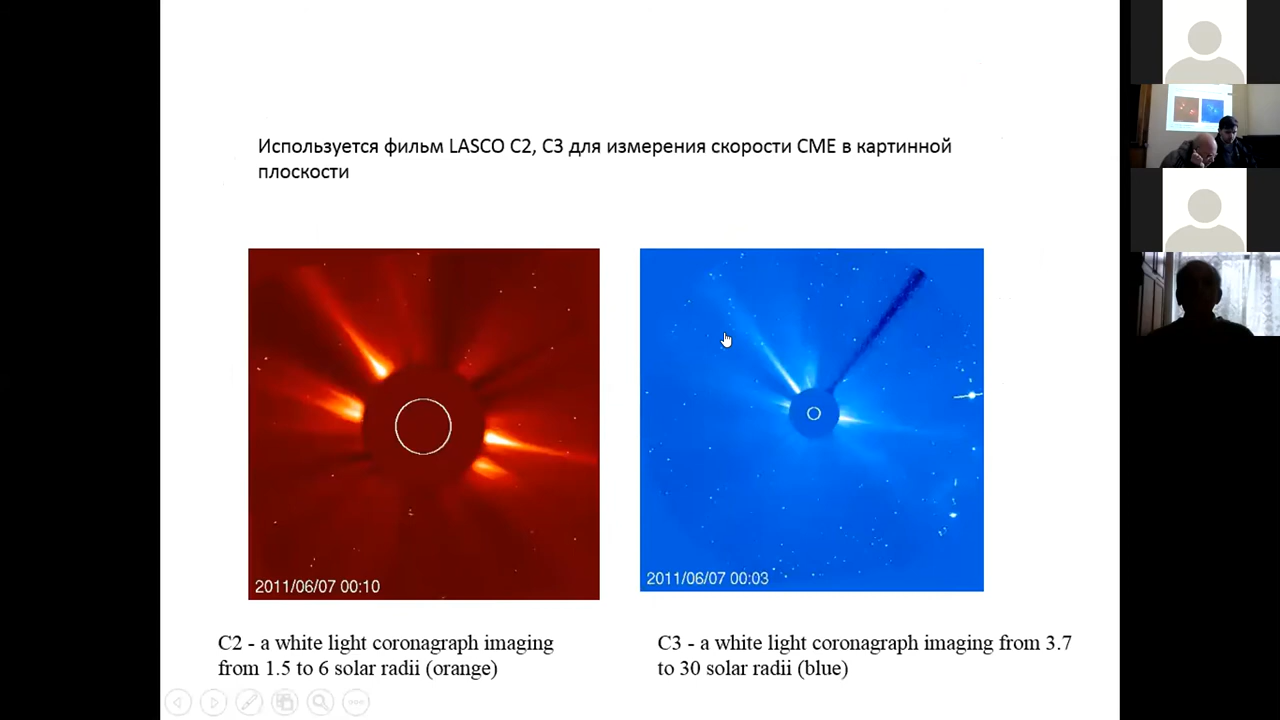 Используется фильм LASCO C2, C3 для измерения скорости CME в картинной
плоскости
2011/06/07 00:10
2011/06/07 00:03
C2 - a white light coronagraph imaging
from 1.5 to 6 solar radii (orange)
C3 - a white light coronagraph imaging from 3.7
to 30 solar radii (blue)